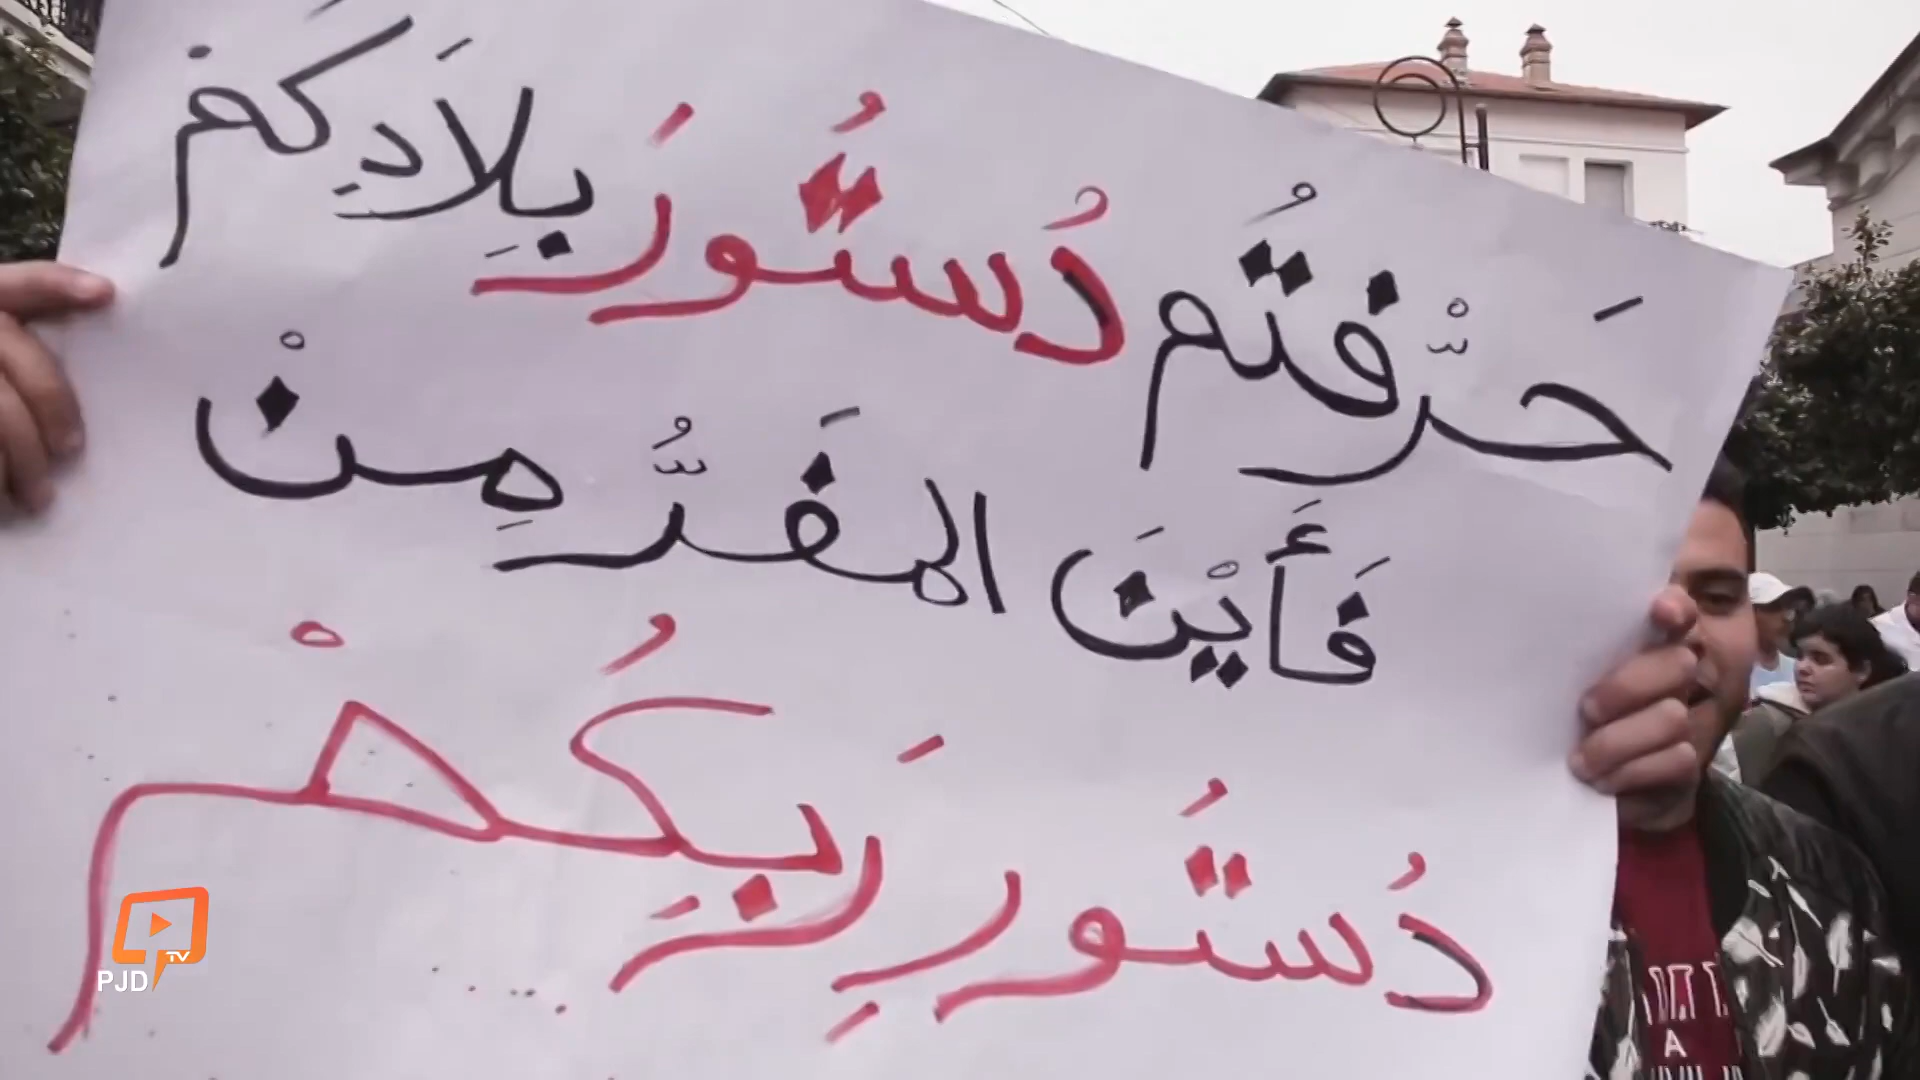 حَرَّفْتُمْ دُسْتُورَ بِلَادِكُمْ
فَأَيْنَ المَفَرُّ مِنْ
دُسْتُورِ رَبِّكُمْ
PJD TV
A